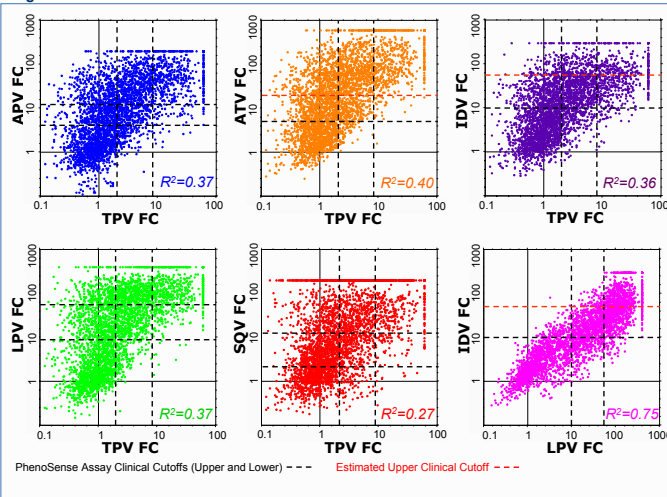 APV FC
1000
100
10
1
0.1
1
10
100
TPV FC
R²=0.37
ATV FC
1000
100
10
1
0.1
1
10
100
TPV FC
R²=0.40
IDV FC
1000
100
10
1
0.1
1
10
100
TPV FC
R²=0.36
LPV FC
1000
100
10
1
0.1
1
10
100
TPV FC
R²=0.37
SQV FC
1000
100
10
1
0.1
1
10
100
TPV FC
R²=0.27
IDV FC
1000
100
10
1
0.1
1
10
100
1000
LPV FC
R²=0.75
PhenoSense Assay Clinical Cutoffs (Upper and Lower)
Estimated Upper Clinical Cutoff